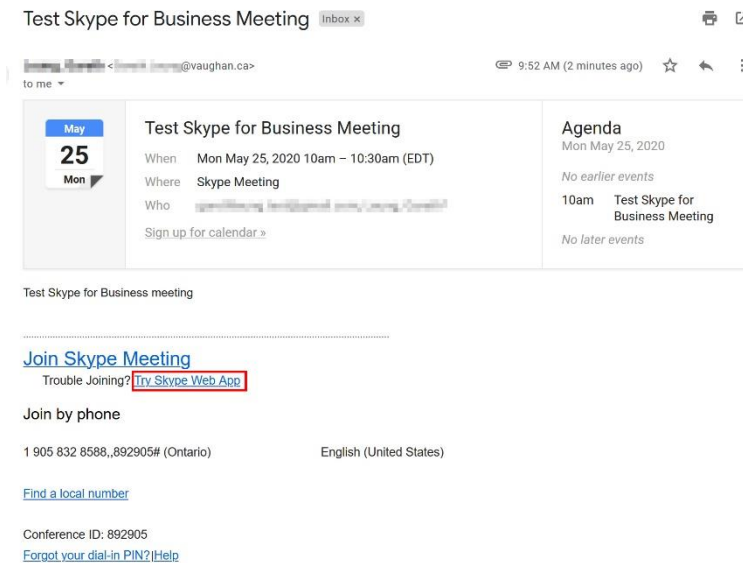 Test Skype for Business Meeting Inbox x
@vaughan.ca> 9:52 AM (2 minutes ago)
to me
May
25
Mon
Test Skype for Business Meeting
When Mon May 25, 2020 10am – 10:30am (EDT)
Where Skype Meeting
Who
Sign up for calendar »
Agenda
Mon May 25, 2020
No earlier events
10am Test Skype for
Business Meeting
No later events
Test Skype for Business meeting
Join Skype Meeting
Trouble Joining? Try Skype Web App
Join by phone
1 905 832 8588,,892905# (Ontario) English (United States)
Find a local number
Conference ID: 892905
Forgot your dial-in PIN?|Help